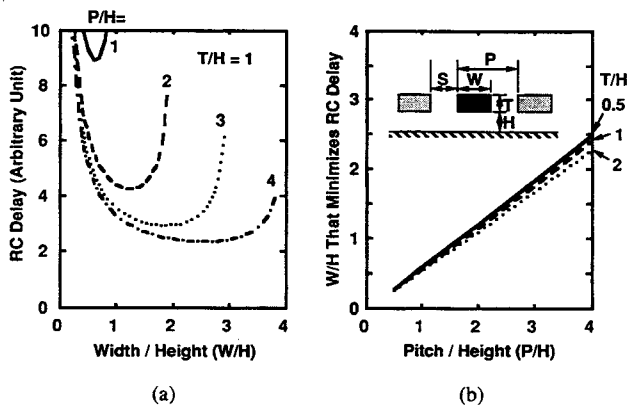 P/H=
1
T/H = 1
2
3
4
10
8
6
4
2
0
RC Delay (Arbitrary Unit)
0 1 2 3 4
Width / Height (W/H)
(a)
P
S W
T
H
T/H
0.5
1
2
4
3
2
1
0
W/H That Minimizes RC Delay
0 1 2 3 4
Pitch / Height (P/H)
(b)